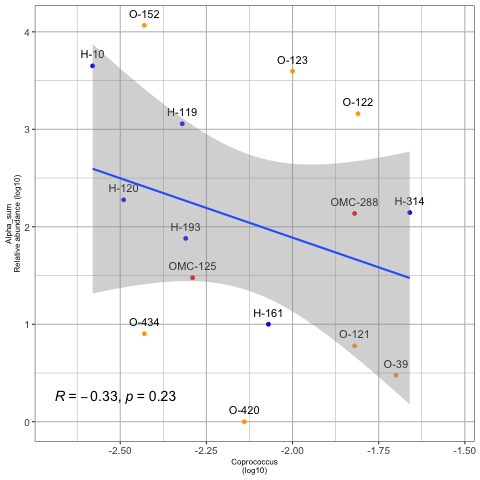 O-152
H-10
O-123
O-122
H-119
H-120
OMC-288
H-314
H-193
OMC-125
O-434
H-161
O-121
O-39
O-420
R = −0.33, p = 0.23
4
3
2
1
0
Alpha_sum
Relative abundance (log10)
-2.50 -2.25 -2.00 -1.75 -1.50
Coprococcus
(log10)